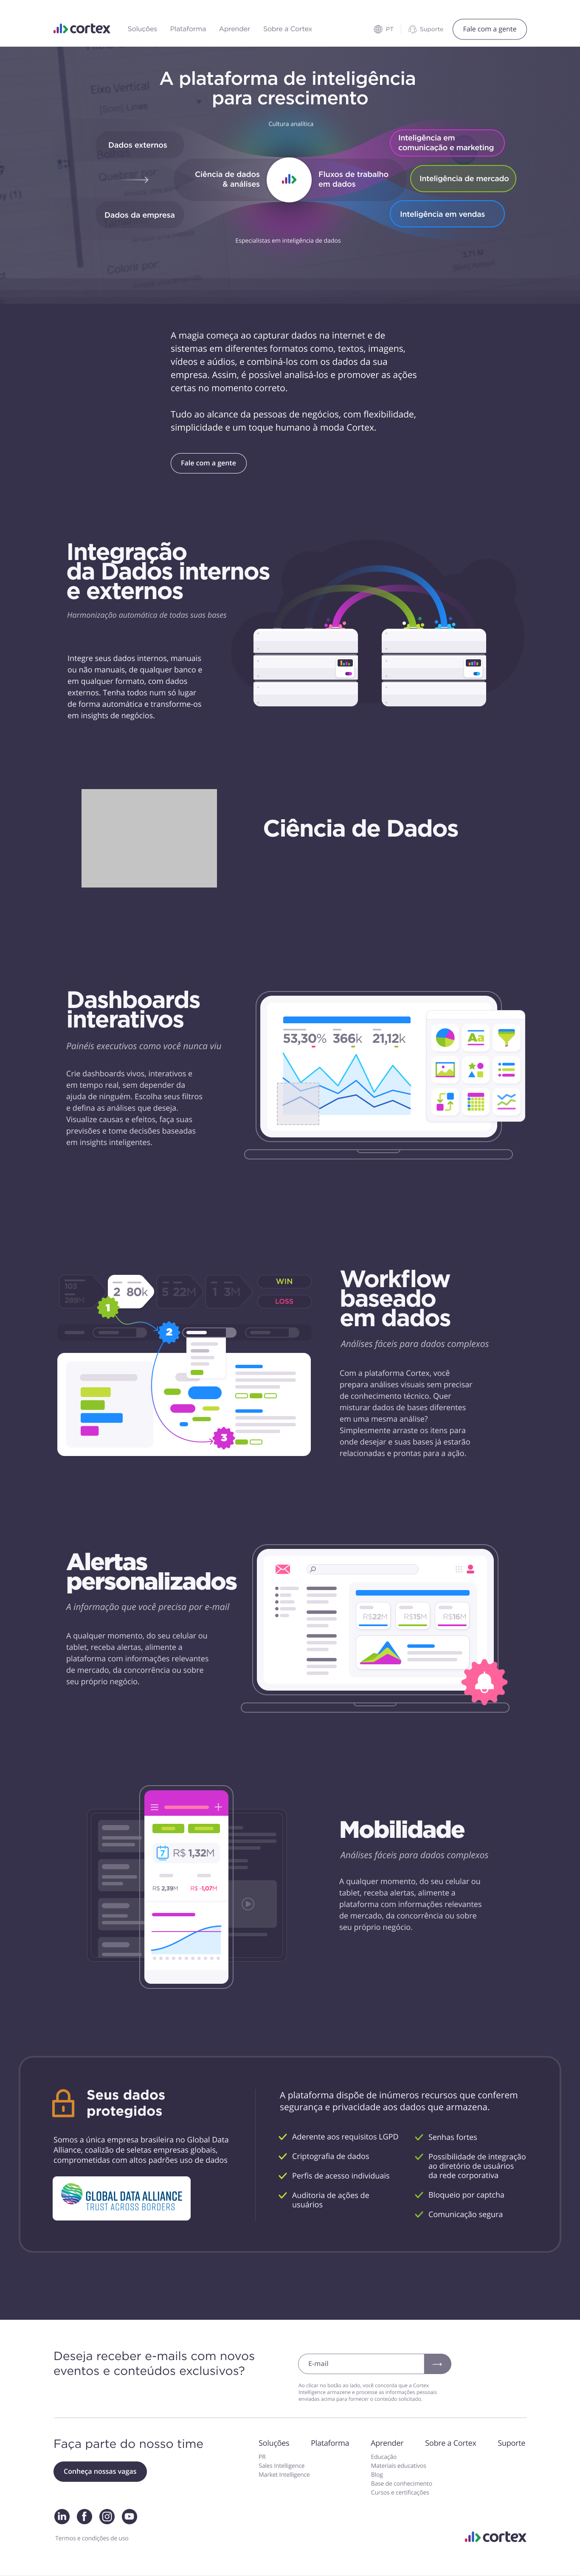 cortex
Soluções
Plataforma
Aprender
Sobre a Cortex
PT
Suporte
Fale com a gente
A plataforma de inteligência
para crescimento
Cultura analítica
Dados externos
Dados da empresa
Ciência de dados
& análises
Fluxos de trabalho
em dados
Inteligência em
comunicação e marketing
Inteligência de mercado
Inteligência em vendas
Especialistas em inteligência de dados
Eixo Vertical
Colorir por:
A magia começa ao capturar dados na internet e de
sistemas em diferentes formatos como, textos, imagens,
vídeos e aúdios, e combiná-los com os dados da sua
empresa. Assim, é possível analisá-los e promover as ações
certas no momento correto.
Tudo ao alcance da pessoas de negócios, com flexibilidade,
simplicidade e um toque humano à moda Cortex.
Fale com a gente
Integração
da Dados internos
e externos
Harmonização automática de todas suas bases
Integre seus dados internos, manuais
ou não manuais, de qualquer banco e
em qualquer formato, com dados
externos. Tenha todos num só lugar
de forma automática e transforme-os
em insights de negócios.
Ciência de Dados
Dashboards
interativos
Painéis executivos como você nunca viu
Crie dashboards vivos, interativos e
em tempo real, sem depender da
ajuda de ninguém. Escolha seus filtros
e defina as análises que deseja.
Visualize causas e efeitos, faça suas
previsões e tome decisões baseadas
em insights inteligentes.
53,30%
366k
21,12k
Aa
103
289M
2 80k
5 22M
1 3M
WIN
LOSS
1
2
3
Workflow
baseado
em dados
Análises fáceis para dados complexos
Com a plataforma Cortex, você
prepara análises visuais sem precisar
de conhecimento técnico. Quer
misturar dados de bases diferentes
em uma mesma análise?
Simplesmente arraste os itens para
onde desejar e suas bases já estarão
relacionadas e prontas para a ação.
Alertas
personalizados
A informação que você precisa por e-mail
A qualquer momento, do seu celular ou
tablet, receba alertas, alimente a
plataforma com informações relevantes
de mercado, da concorrência ou sobre
seu próprio negócio.
R$22M
R$15M
R$16M
7
R$ 1,32M
R$ 2,39M
R$ -1,07M
Mobilidade
Análises fáceis para dados complexos
A qualquer momento, do seu celular ou
tablet, receba alertas, alimente a
plataforma com informações relevantes
de mercado, da concorrência ou sobre
seu próprio negócio.
Seus dados
protegidos
Somos a única empresa brasileira no Global Data
Alliance, coalizão de seletas empresas globais,
comprometidas com altos padrões uso de dados
GLOBAL DATA ALLIANCE
TRUST ACROSS BORDERS
A plataforma dispõe de inúmeros recursos que conferem
segurança e privacidade aos dados que armazena.
Aderente aos requisitos LGPD
Criptografia de dados
Perfis de acesso individuais
Auditoria de ações de
usuários
Senhas fortes
Possibilidade de integração
ao diretório de usuários
da rede corporativa
Bloqueio por captcha
Comunicação segura
Deseja receber e-mails com novos
eventos e conteúdos exclusivos?
E-mail
Ao clicar no botão ao lado, você concorda que a Cortex
Intelligence armazene e processe as informações pessoais
enviadas acima para fornecer o conteúdo solicitado.
Faça parte do nosso time
Conheça nossas vagas
Soluções
PR
Sales Intelligence
Market Intelligence
Plataforma
Aprender
Educação
Materiais educativos
Blog
Base de conhecimento
Cursos e certificações
Sobre a Cortex
Suporte
in
f
Termos e condições de uso
cortex